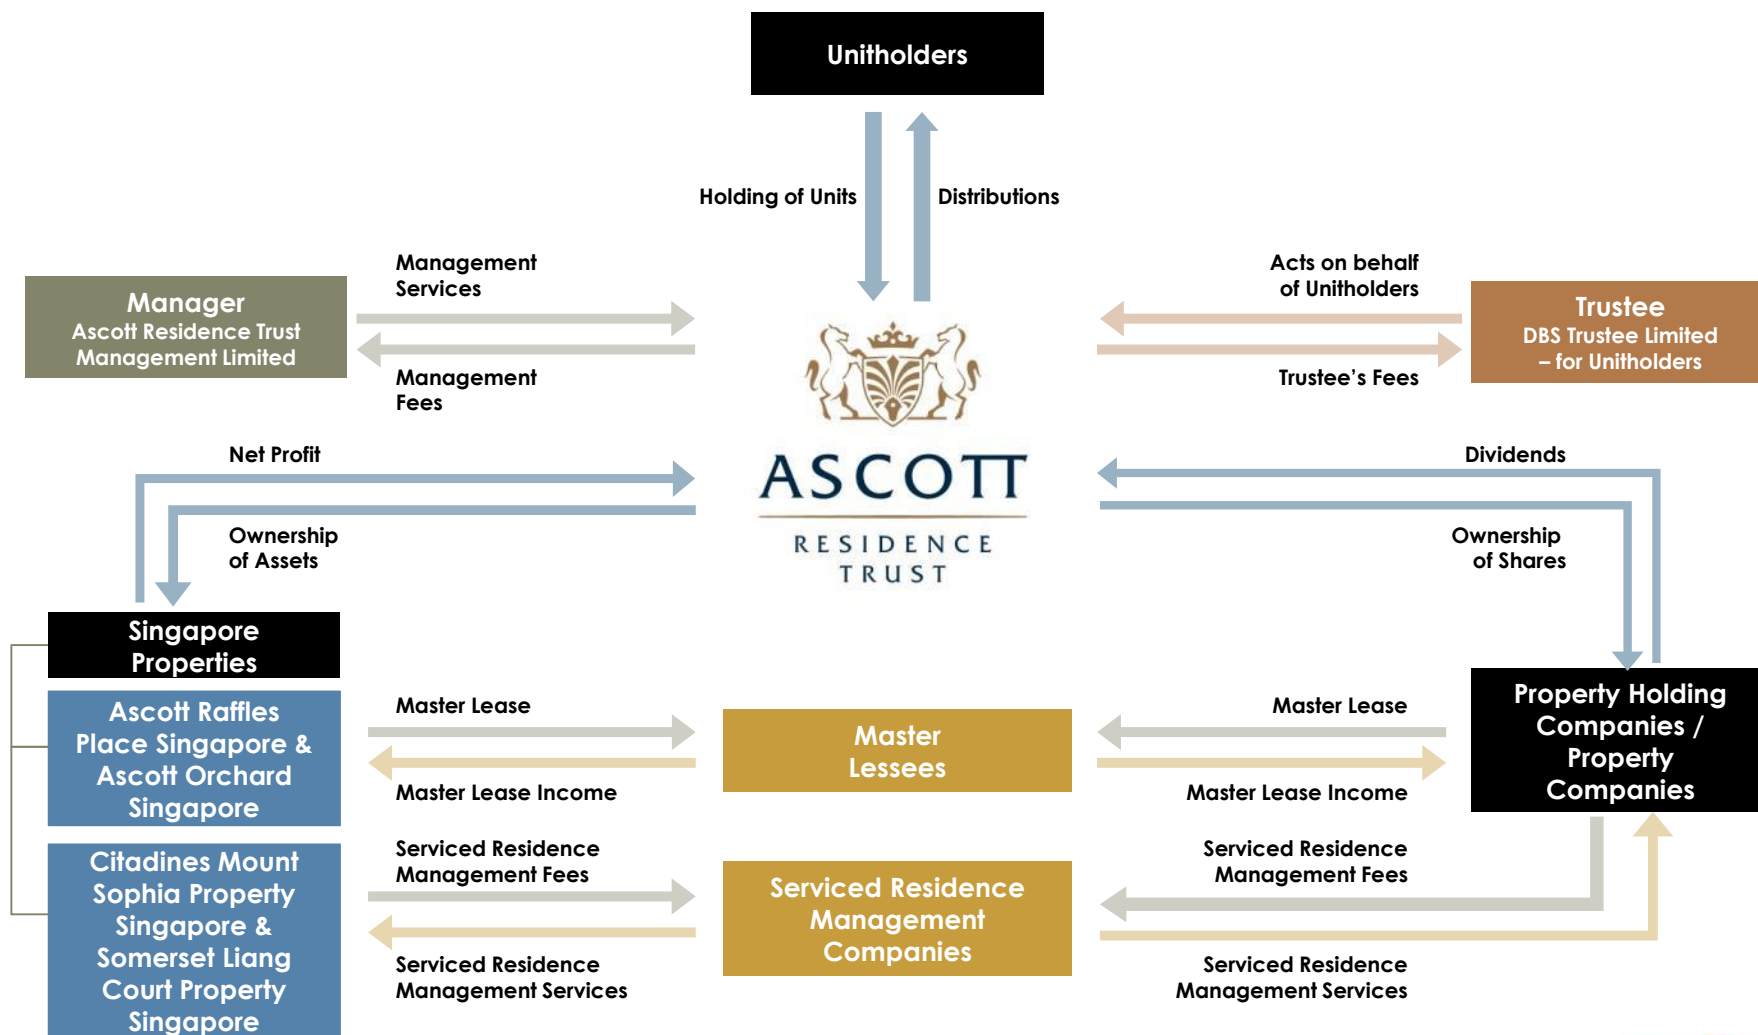 Unitholders
Holding of Units
Distributions
Management
Services
Acts on behalf
of Unitholders
Manager
Ascott Residence Trust
Management Limited
Trustee
DBS Trustee Limited
– for Unitholders
Management
Fees
Trustee's Fees
Net Profit
Dividends
ASCOTT
RESIDENCE
TRUST
Ownership
of Assets
Ownership
of Shares
Singapore
Properties
Ascott Raffles
Place Singapore &
Ascott Orchard
Singapore
Master Lease
Master Lease Income
Master
Lessees
Master Lease
Master Lease Income
Property Holding
Companies /
Property
Companies
Citadines Mount
Sophia Property
Singapore &
Somerset Liang
Court Property
Singapore
Serviced Residence
Management Fees
Serviced Residence
Management Services
Serviced Residence
Management
Companies
Serviced Residence
Management Fees
Serviced Residence
Management Services